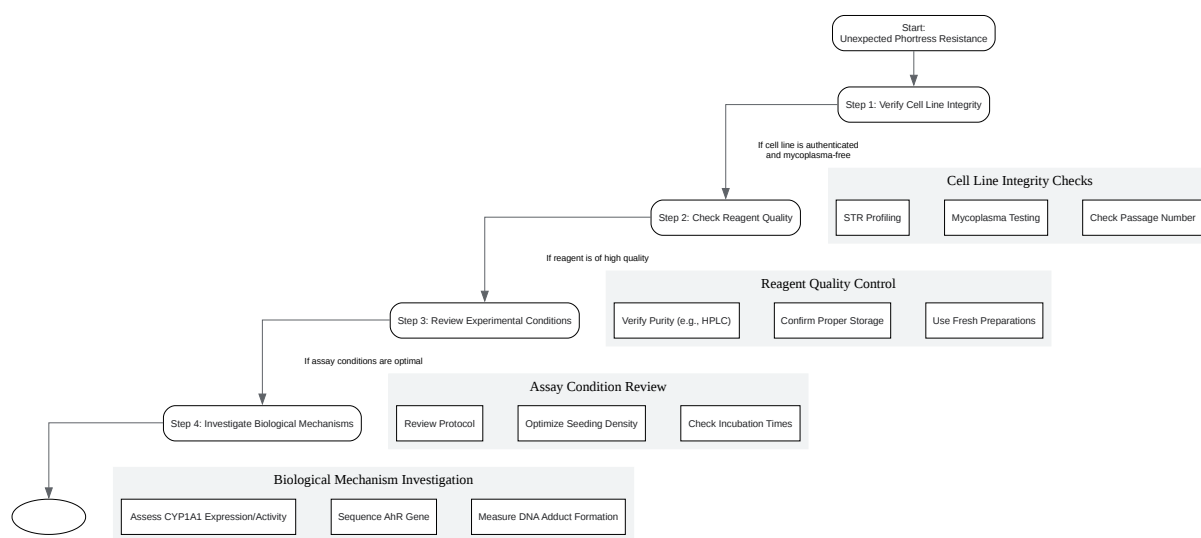 Start:
Unexpected Phortress Resistance
Step 1: Verify Cell Line Integrity
If cell line is authenticated
and mycoplasma-free
Cell Line Integrity Checks
STR Profiling
Mycoplasma Testing
Check Passage Number
Step 2: Check Reagent Quality
If reagent is of high quality
Reagent Quality Control
Verify Purity (e.g., HPLC)
Confirm Proper Storage
Use Fresh Preparations
Step 3: Review Experimental Conditions
If assay conditions are optimal
Assay Condition Review
Review Protocol
Optimize Seeding Density
Check Incubation Times
Step 4: Investigate Biological Mechanisms
Biological Mechanism Investigation
Assess CYP1A1 Expression/Activity
Sequence AhR Gene
Measure DNA Adduct Formation